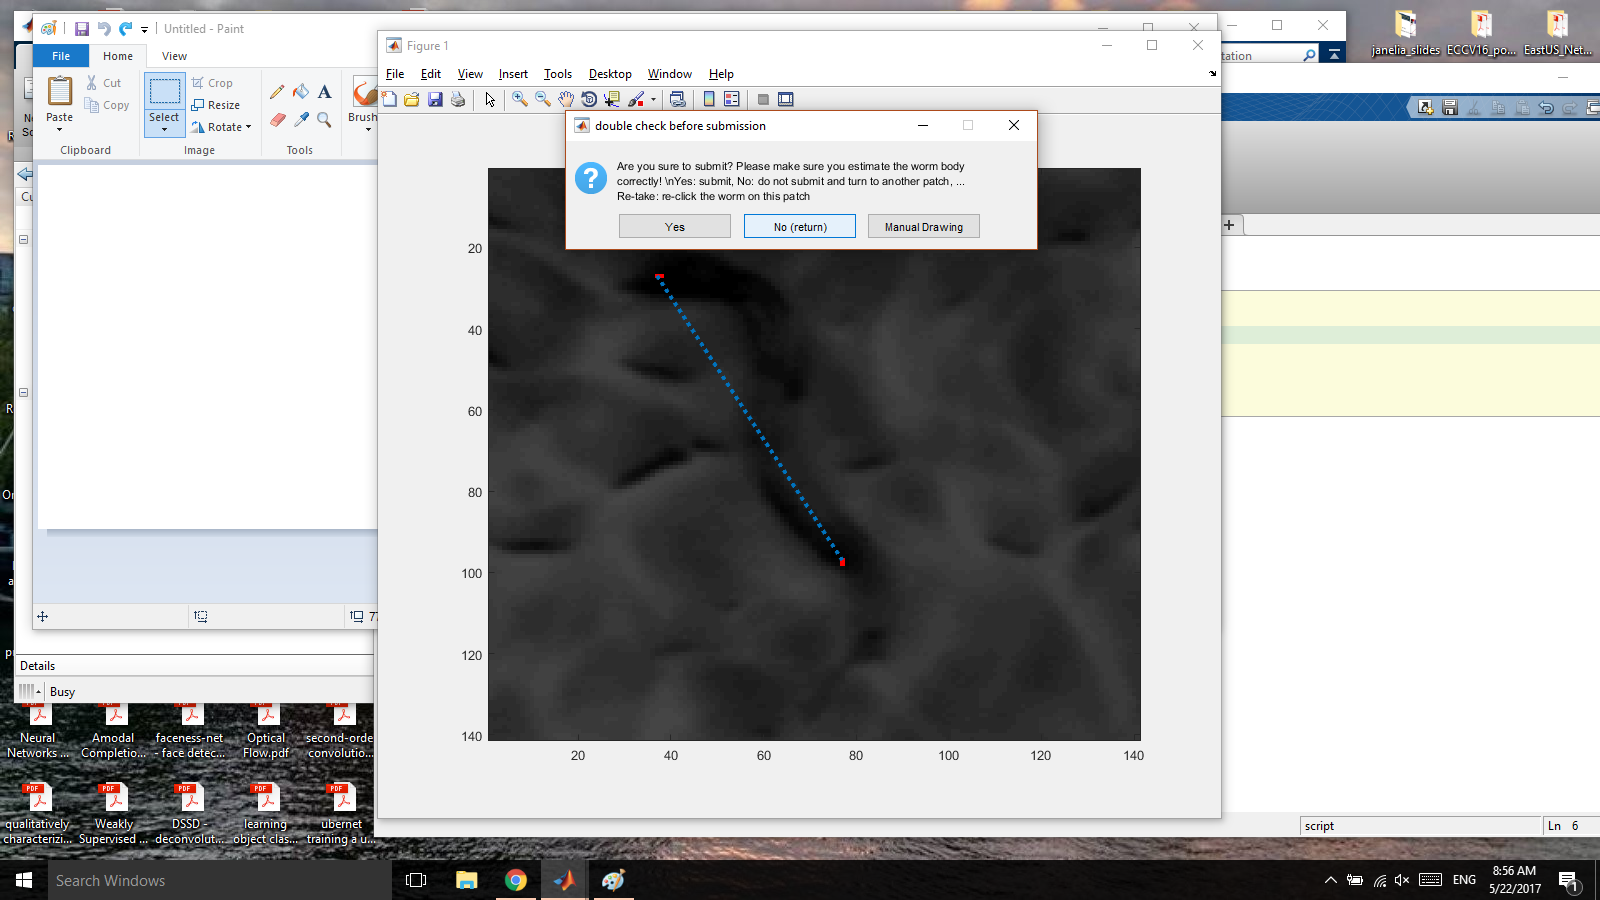 Untitled - Paint
File
Home
View
Paste
Cut
Copy
Clipboard
Select
Crop
Resize
Rotate
Image
Tools
Figure 1
File
Edit
View
Insert
Tools
Desktop
Window
Help
double check before submission
Are you sure to submit? Please make sure you estimate the worm body
correctly! \nYes: submit, No: do not submit and turn to another patch, ...
Re-take: re-click the worm on this patch
Yes
No (return)
Manual Drawing
20
40
60
80
100
120
140
20
40
60
80
100
120
140
janelia_slides
ECCV16_po...
EastUS_Net...
Details
Busy
script
Ln 6
Neural
Networks ...
Amodal
Completio...
faceness-net
- face detec...
Optical
Flow.pdf
second-orde
convolutio...
qualitatively
characterizi...
Weakly
Supervised ...
DSSD -
deconvolut...
learning
object clas...
ubernet
training a u...
Search Windows
ENG
8:56 AM
5/22/2017
1